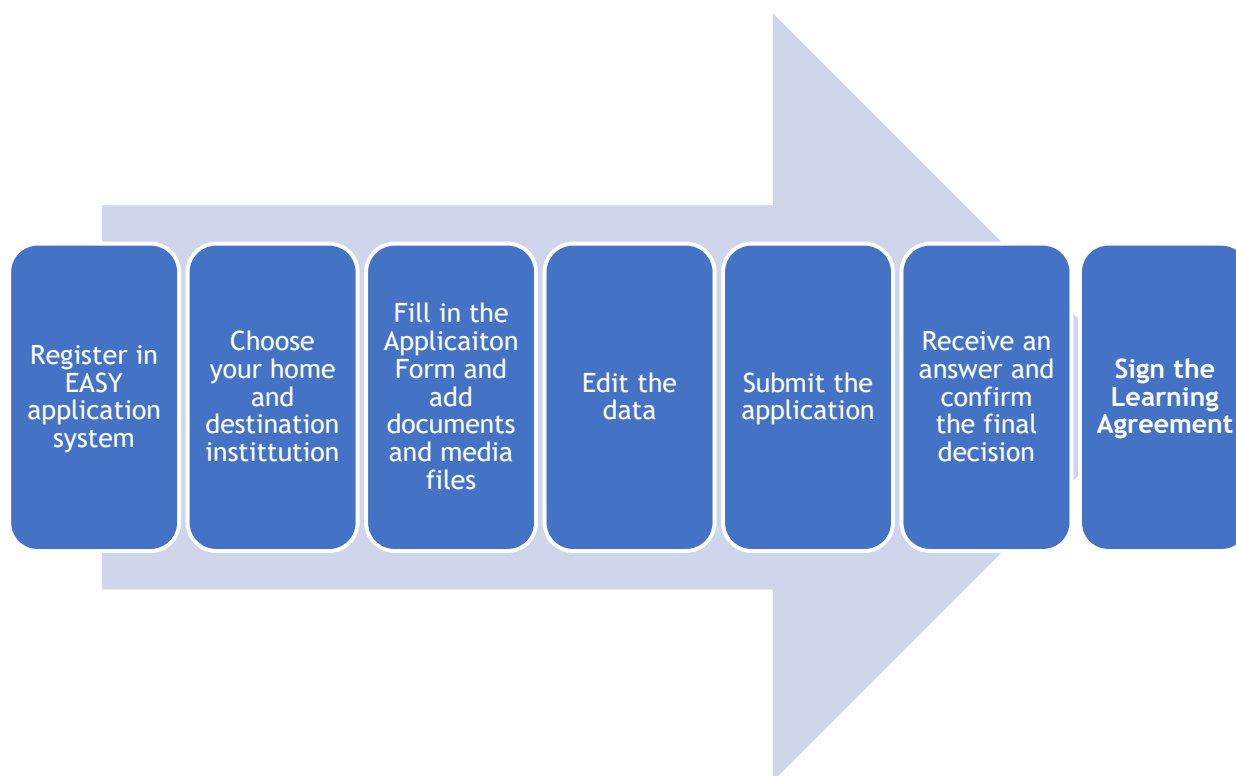 Register in
EASY
application
system
Choose
your home
and
destination
instittution
Fill in the
Applicaiton
Form and
add
documents
and media
files
Edit the
data
Submit the
application
Receive an
answer and
confirm
the final
decision
Sign the
Learning
Agreement